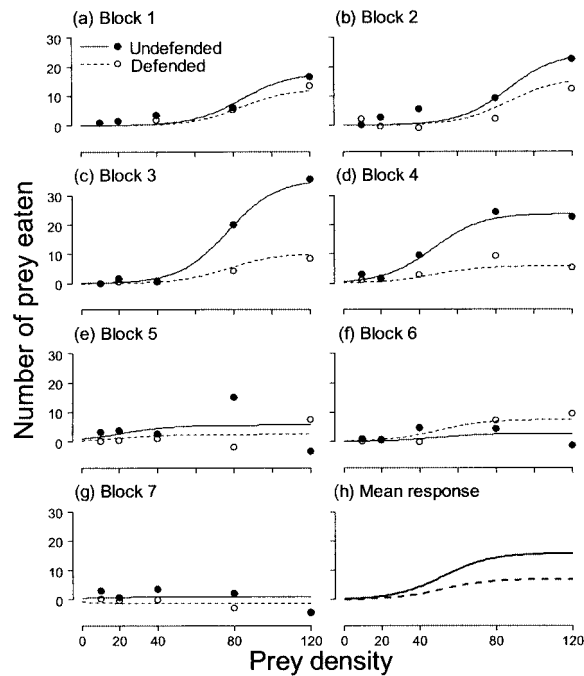 (a) Block 1
(b) Block 2
30
20
10
0
Undefended
Defended
(c) Block 3
(d) Block 4
30
20
10
0
(e) Block 5
(f) Block 6
30
20
10
0
(g) Block 7
(h) Mean response
30
20
10
0
0 20 40 80 120
0 20 40 80 120
Number of prey eaten
Prey density